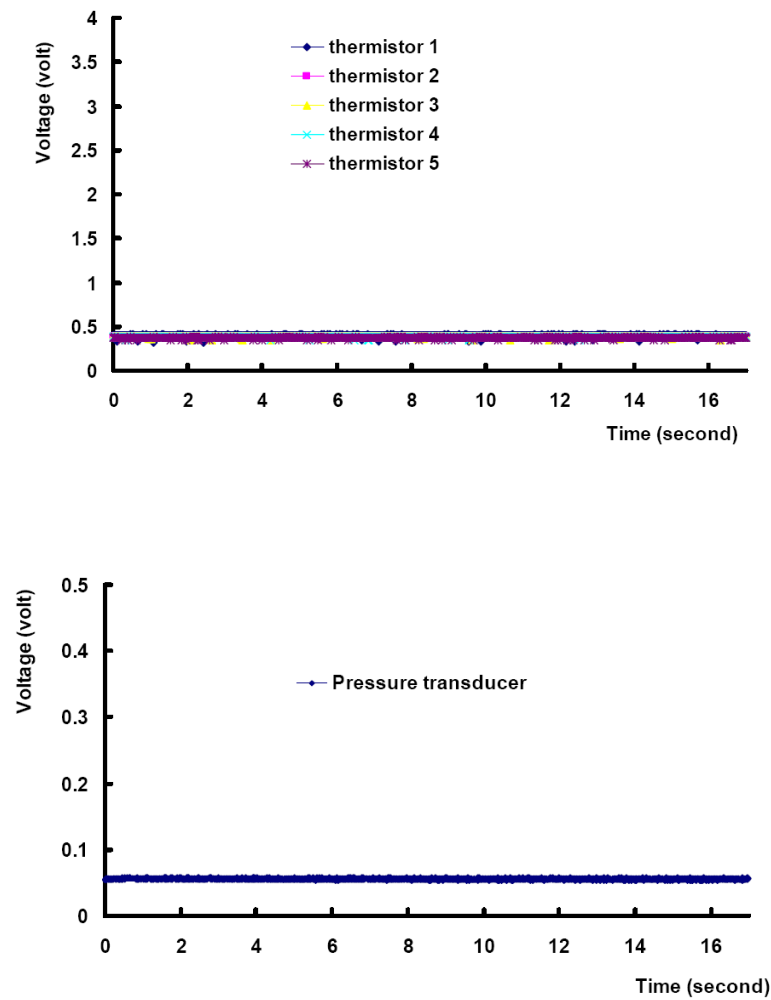 4
3.5
3
2.5
2
1.5
1
0.5
0
Voltage (volt)
thermistor 1
thermistor 2
thermistor 3
thermistor 4
thermistor 5
0 2 4 6 8 10 12 14 16
Time (second)
0.5
0.4
0.3
0.2
0.1
0
Voltage (volt)
Pressure transducer
0 2 4 6 8 10 12 14 16
Time (second)